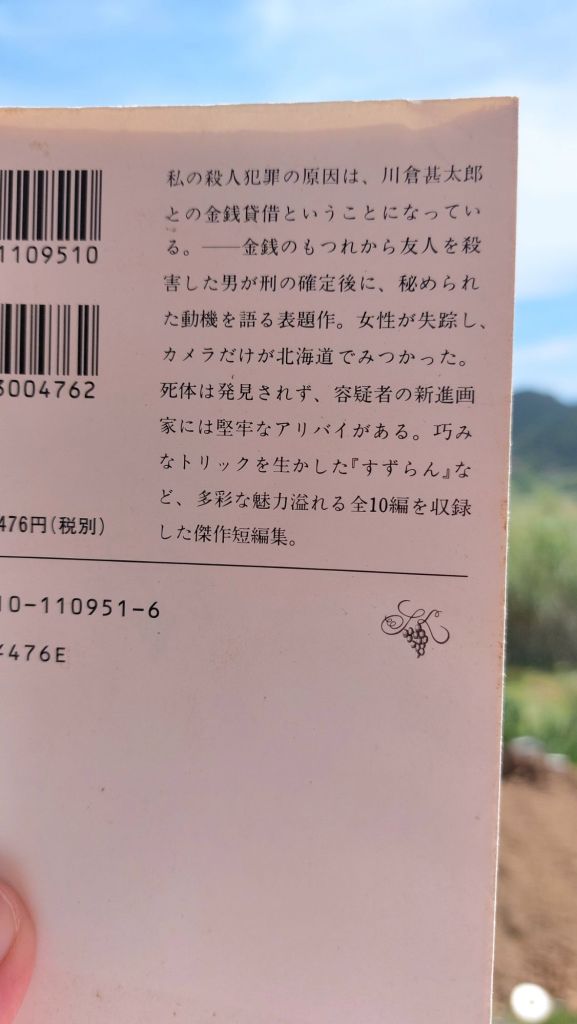 1109510
3004762
476円(税別)
10-110951-6
476E
私の殺人犯罪の原因は、川倉甚太郎
との金銭貸借ということになってい
る。――金銭のもつれから友人を殺
害した男が刑の確定後に、秘められ
た動機を語る表題作。女性が失踪し、
カメラだけが北海道でみつかった。
死体は発見されず、容疑者の新進画
家には堅牢なアリバイがある。巧み
なトリックを生かした『すずらん』な
ど、多彩な魅力溢れる全10編を収録
した傑作短編集。